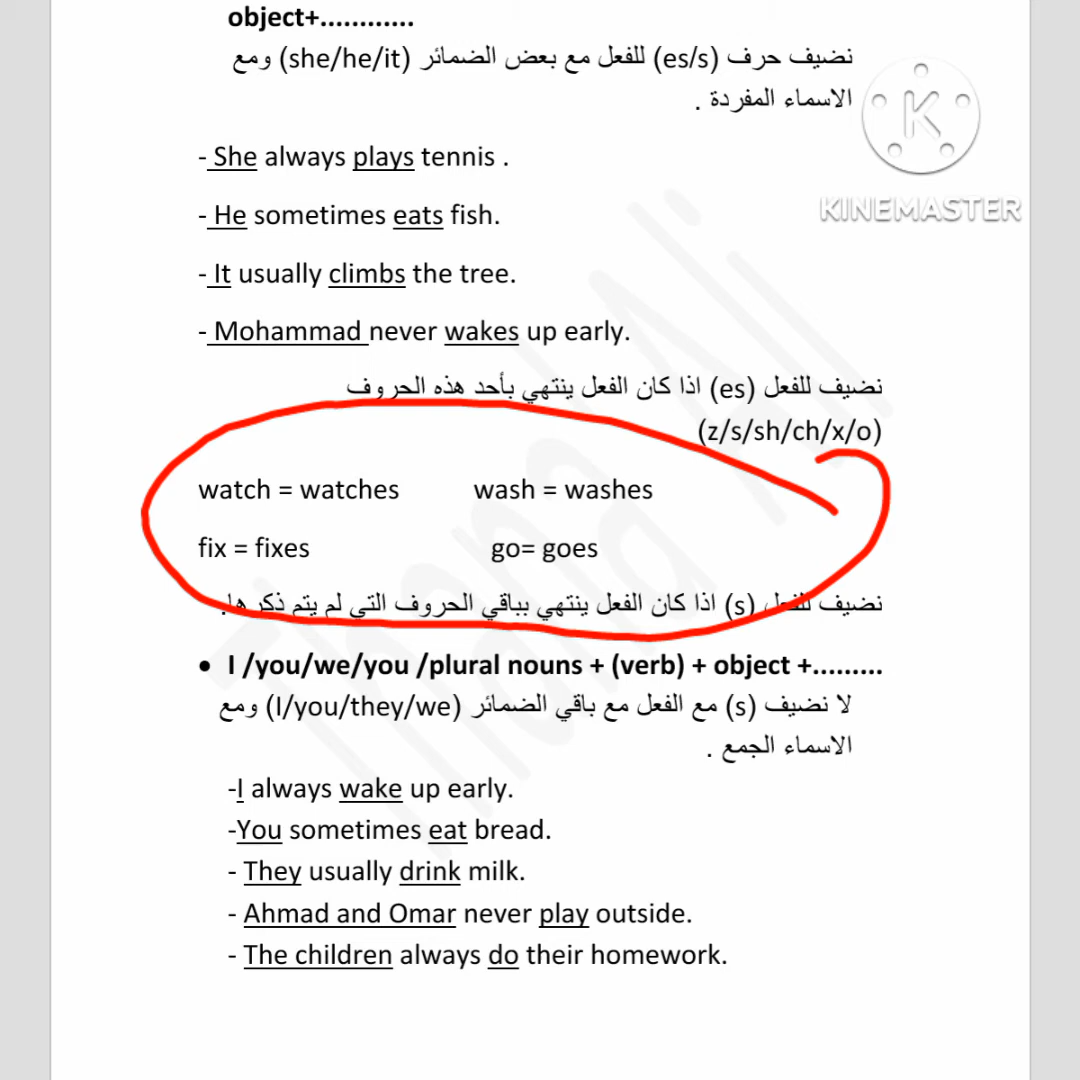 object+............
نضيف حرف (es/s) للفعل مع بعض الضمائر (she/he/it) ومع
الاسماء المفردة .
KINEMASTER
- She always plays tennis .
- He sometimes eats fish.
- It usually climbs the tree.
- Mohammad never wakes up early.
نضيف للفعل (es) اذا كان الفعل ينتهي بأحد هذه الحروف
(z/s/sh/ch/x/o)
watch = watches wash = washes
fix = fixes go= goes
نضيف للفعل (s) اذا كان الفعل ينتهي بباقي الحروف التي لم يتم ذكرها.
• I /you/we/you /plural nouns + (verb) + object +.........
لا نضيف (s) مع الفعل مع باقي الضمائر (I/you/they/we) ومع
الاسماء الجمع .
-I always wake up early.
-You sometimes eat bread.
- They usually drink milk.
- Ahmad and Omar never play outside.
- The children always do their homework.